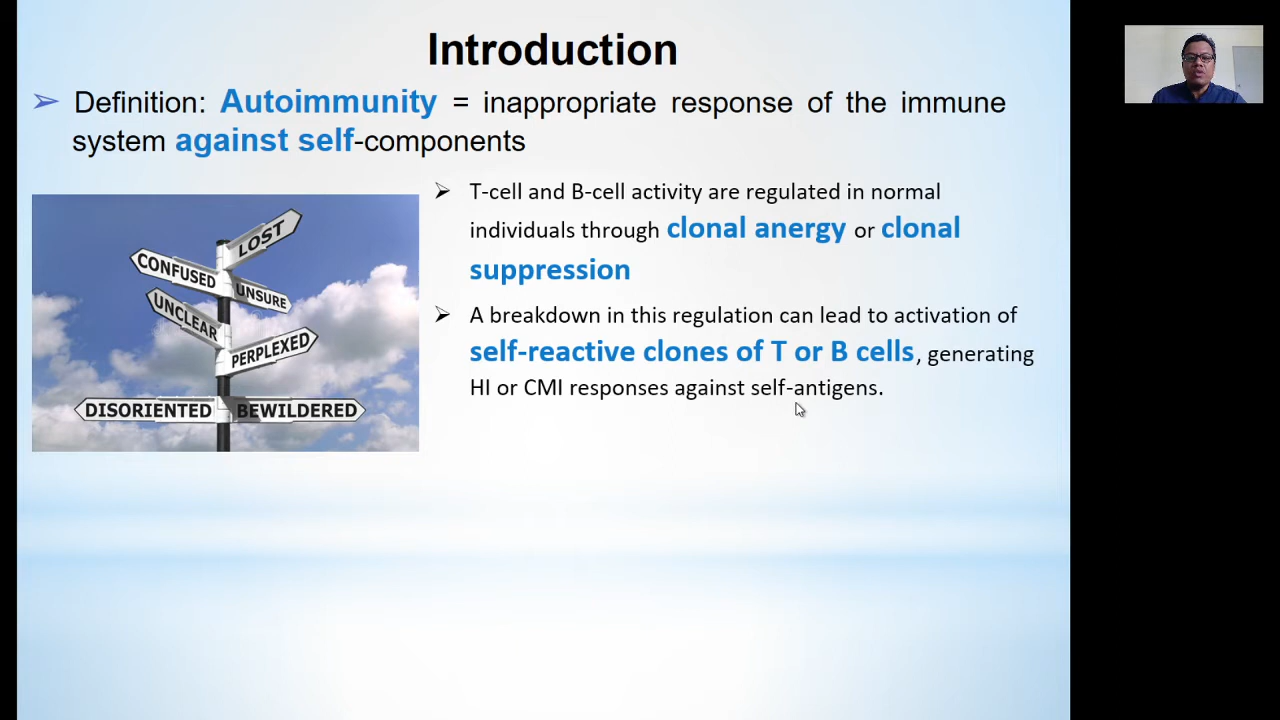 Introduction
Definition: Autoimmunity = inappropriate response of the immune
system against self-components
T-cell and B-cell activity are regulated in normal
individuals through clonal anergy or clonal
suppression
A breakdown in this regulation can lead to activation of
self-reactive clones of T or B cells, generating
HI or CMI responses against self-antigens.
LOST
CONFUSED
UNSURE
UNCLEAR
PERPLEXED
DISORIENTED BEWILDERED